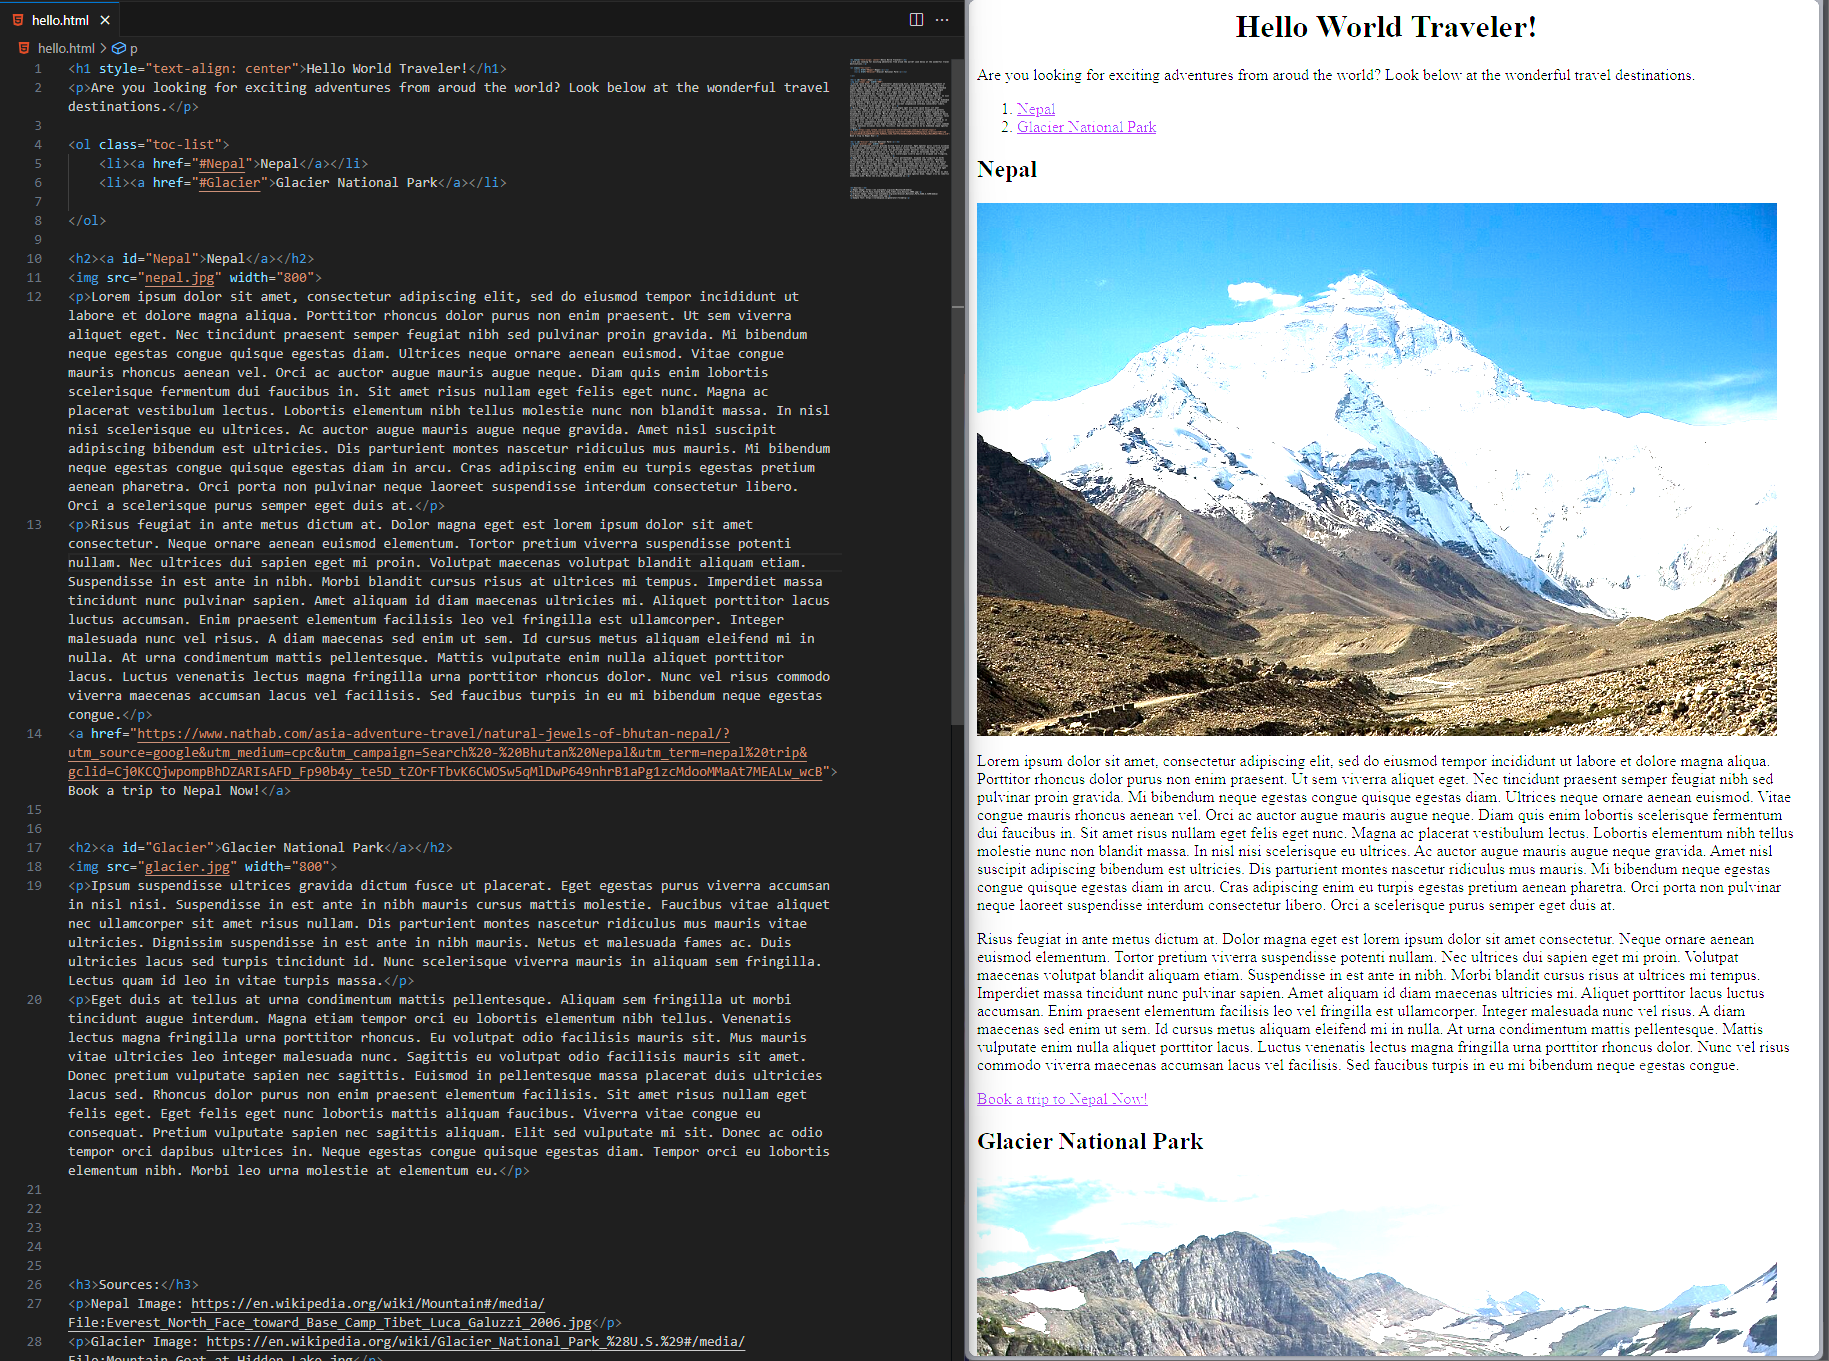 hello.html
hello.html > p
1 <h1 style="text-align: center">Hello World Traveler!</h1>
2 <p>Are you looking for exciting adventures from aroud the world? Look below at the wonderful travel
destinations.</p>
3
4 <ol class="toc-list">
5 <li><a href="#Nepal">Nepal</a></li>
6 <li><a href="#Glacier">Glacier National Park</a></li>
7
8 </ol>
9
10 <h2><a id="Nepal">Nepal</a></h2>
11 <img src="nepal.jpg" width="800">
12 <p>Lorem ipsum dolor sit amet, consectetur adipiscing elit, sed do eiusmod tempor incididunt ut
labore et dolore magna aliqua. Porttitor rhoncus dolor purus non enim praesent. Ut sem viverra
aliquet eget. Nec tincidunt praesent semper feugiat nibh sed pulvinar proin gravida. Mi bibendum
neque egestas congue quisque egestas diam. Ultrices neque ornare aenean euismod. Vitae congue
mauris rhoncus aenean vel. Orci ac auctor augue mauris augue neque. Diam quis enim lobortis
scelerisque fermentum dui faucibus in. Sit amet risus nullam eget felis eget nunc. Magna ac
placerat vestibulum lectus. Lobortis elementum nibh tellus molestie nunc non blandit massa. In nisl
nisi scelerisque eu ultrices. Ac auctor augue mauris augue neque gravida. Amet nisl suscipit
adipiscing bibendum est ultricies. Dis parturient montes nascetur ridiculus mus mauris. Mi bibendum
neque egestas congue quisque egestas diam in arcu. Cras adipiscing enim eu turpis egestas pretium
aenean pharetra. Orci porta non pulvinar neque laoreet suspendisse interdum consectetur libero.
Orci a scelerisque purus semper eget duis at.</p>
13 <p>Risus feugiat in ante metus dictum at. Dolor magna eget est lorem ipsum dolor sit amet
consectetur. Neque ornare aenean euismod elementum. Tortor pretium viverra suspendisse potenti
nullam. Nec ultrices dui sapien eget mi proin. Volutpat maecenas volutpat blandit aliquam etiam.
Suspendisse in est ante in nibh. Morbi blandit cursus risus at ultrices mi tempus. Imperdiet massa
tincidunt nunc pulvinar sapien. Amet aliquam id diam maecenas ultricies mi. Aliquet porttitor lacus
luctus accumsan. Enim praesent elementum facilisis leo vel fringilla est ullamcorper. Integer
malesuada nunc vel risus. A diam maecenas sed enim ut sem. Id cursus metus aliquam eleifend mi in
nulla. At urna condimentum mattis pellentesque. Mattis vulputate enim nulla aliquet porttitor
lacus. Luctus venenatis lectus magna fringilla urna porttitor rhoncus dolor. Nunc vel risus commodo
viverra maecenas accumsan lacus vel facilisis. Sed faucibus turpis in eu mi bibendum neque egestas
congue.</p>
14 <a href="https://www.nathab.com/asia-adventure-travel/natural-jewels-of-bhutan-nepal/?
utm_source=google&utm_medium=cpc&utm_campaign=Search%20-%20Bhutan%20Nepal&utm_term=nepal%20trip&
gclid=Cj0KCQjwpompBhDZARIsAFD_Fp90b4y_te5D_tZOrFTbvK6CWOSw5qMlDwP649nhrB1aPg1zcMdooMMaAt7MEALw_wcB">
Book a trip to Nepal Now!</a>
15
16
17 <h2><a id="Glacier">Glacier National Park</a></h2>
18 <img src="glacier.jpg" width="800">
19 <p>Ipsum suspendisse ultrices gravida dictum fusce ut placerat. Eget egestas purus viverra accumsan
in nisl nisi. Suspendisse in est ante in nibh mauris cursus mattis molestie. Faucibus vitae aliquet
nec ullamcorper sit amet risus nullam. Dis parturient montes nascetur ridiculus mus mauris vitae
ultricies. Dignissim suspendisse in est ante in nibh mauris. Netus et malesuada fames ac. Duis
ultricies lacus sed turpis tincidunt id. Nunc scelerisque viverra mauris in aliquam sem fringilla.
Lectus quam id leo in vitae turpis massa.</p>
20 <p>Eget duis at tellus at urna condimentum mattis pellentesque. Aliquam sem fringilla ut morbi
tincidunt augue interdum. Magna etiam tempor orci eu lobortis elementum nibh tellus. Venenatis
lectus magna fringilla urna porttitor rhoncus. Eu volutpat odio facilisis mauris sit. Mus mauris
vitae ultricies leo integer malesuada nunc. Sagittis eu volutpat odio facilisis mauris sit amet.
Donec pretium vulputate sapien nec sagittis. Euismod in pellentesque massa placerat duis ultricies
lacus sed. Rhoncus dolor purus non enim praesent elementum facilisis. Sit amet risus nullam eget
felis eget. Eget felis eget nunc lobortis mattis aliquam faucibus. Viverra vitae congue eu
consequat. Pretium vulputate sapien nec sagittis aliquam. Elit sed vulputate mi sit. Donec ac odio
tempor orci dapibus ultrices in. Neque egestas congue quisque egestas diam. Tempor orci eu lobortis
elementum nibh. Morbi leo urna molestie at elementum eu.</p>
21
22
23
24
25
26 <h3>Sources:</h3>
27 <p>Nepal Image: https://en.wikipedia.org/wiki/Mountain#/media/
File:Everest_North_Face_toward_Base_Camp_Tibet_Luca_Galuzzi_2006.jpg</p>
28 <p>Glacier Image: https://en.wikipedia.org/wiki/Glacier_National_Park_%28U.S.%29#/media/
File:Mountain_Goat_at_Hidden_Lake.jpg</p>
Hello World Traveler!
Are you looking for exciting adventures from aroud the world? Look below at the wonderful travel destinations.
1. Nepal
2. Glacier National Park
Nepal
Lorem ipsum dolor sit amet, consectetur adipiscing elit, sed do eiusmod tempor incididunt ut labore et dolore magna aliqua.
Porttitor rhoncus dolor purus non enim praesent. Ut sem viverra aliquet eget. Nec tincidunt praesent semper feugiat nibh sed
pulvinar proin gravida. Mi bibendum neque egestas congue quisque egestas diam. Ultrices neque ornare aenean euismod. Vitae
congue mauris rhoncus aenean vel. Orci ac auctor augue mauris augue neque. Diam quis enim lobortis scelerisque fermentum
dui faucibus in. Sit amet risus nullam eget felis eget nunc. Magna ac placerat vestibulum lectus. Lobortis elementum nibh tellus
molestie nunc non blandit massa. In nisl nisi scelerisque eu ultrices. Ac auctor augue mauris augue neque gravida. Amet nisl
suscipit adipiscing bibendum est ultricies. Dis parturient montes nascetur ridiculus mus mauris. Mi bibendum neque egestas
congue quisque egestas diam in arcu. Cras adipiscing enim eu turpis egestas pretium aenean pharetra. Orci porta non pulvinar
neque laoreet suspendisse interdum consectetur libero. Orci a scelerisque purus semper eget duis at.
Risus feugiat in ante metus dictum at. Dolor magna eget est lorem ipsum dolor sit amet consectetur. Neque ornare aenean
euismod elementum. Tortor pretium viverra suspendisse potenti nullam. Nec ultrices dui sapien eget mi proin. Volutpat
maecenas volutpat blandit aliquam etiam. Suspendisse in est ante in nibh. Morbi blandit cursus risus at ultrices mi tempus.
Imperdiet massa tincidunt nunc pulvinar sapien. Amet aliquam id diam maecenas ultricies mi. Aliquet porttitor lacus luctus
accumsan. Enim praesent elementum facilisis leo vel fringilla est ullamcorper. Integer malesuada nunc vel risus. A diam
maecenas sed enim ut sem. Id cursus metus aliquam eleifend mi in nulla. At urna condimentum mattis pellentesque. Mattis
vulputate enim nulla aliquet porttitor lacus. Luctus venenatis lectus magna fringilla urna porttitor rhoncus dolor. Nunc vel risus
commodo viverra maecenas accumsan lacus vel facilisis. Sed faucibus turpis in eu mi bibendum neque egestas congue.
Book a trip to Nepal Now!
Glacier National Park